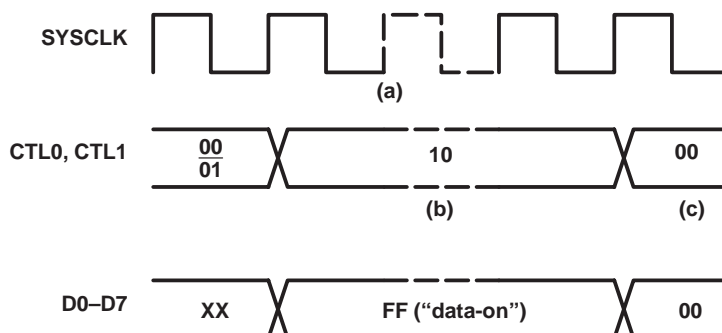 SYSCLK
(a)
CTL0, CTL1
00
01
10
00
(b)
(c)
D0–D7
XX
FF (“data-on”)
00